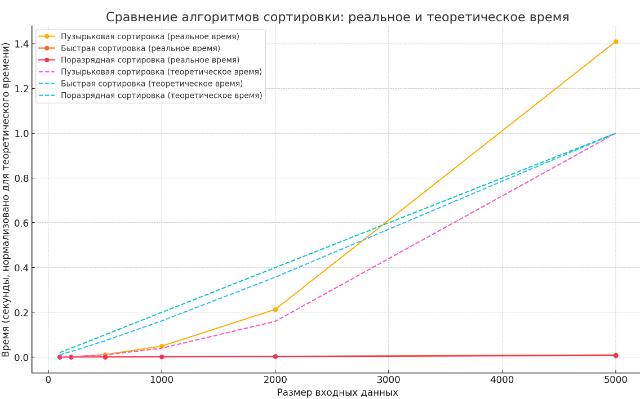 Сравнение алгоритмов сортировки: реальное и теоретическое время
Пузырьковая сортировка (реальное время)
Быстрая сортировка (реальное время)
Поразрядная сортировка (реальное время)
Пузырьковая сортировка (теоретическое время)
Быстрая сортировка (теоретическое время)
Поразрядная сортировка (теоретическое время)
Время (секунды, нормализовано для теоретического времени)
1.4
1.2
1.0
0.8
0.6
0.4
0.2
0.0
0 1000 2000 3000 4000 5000
Размер входных данных